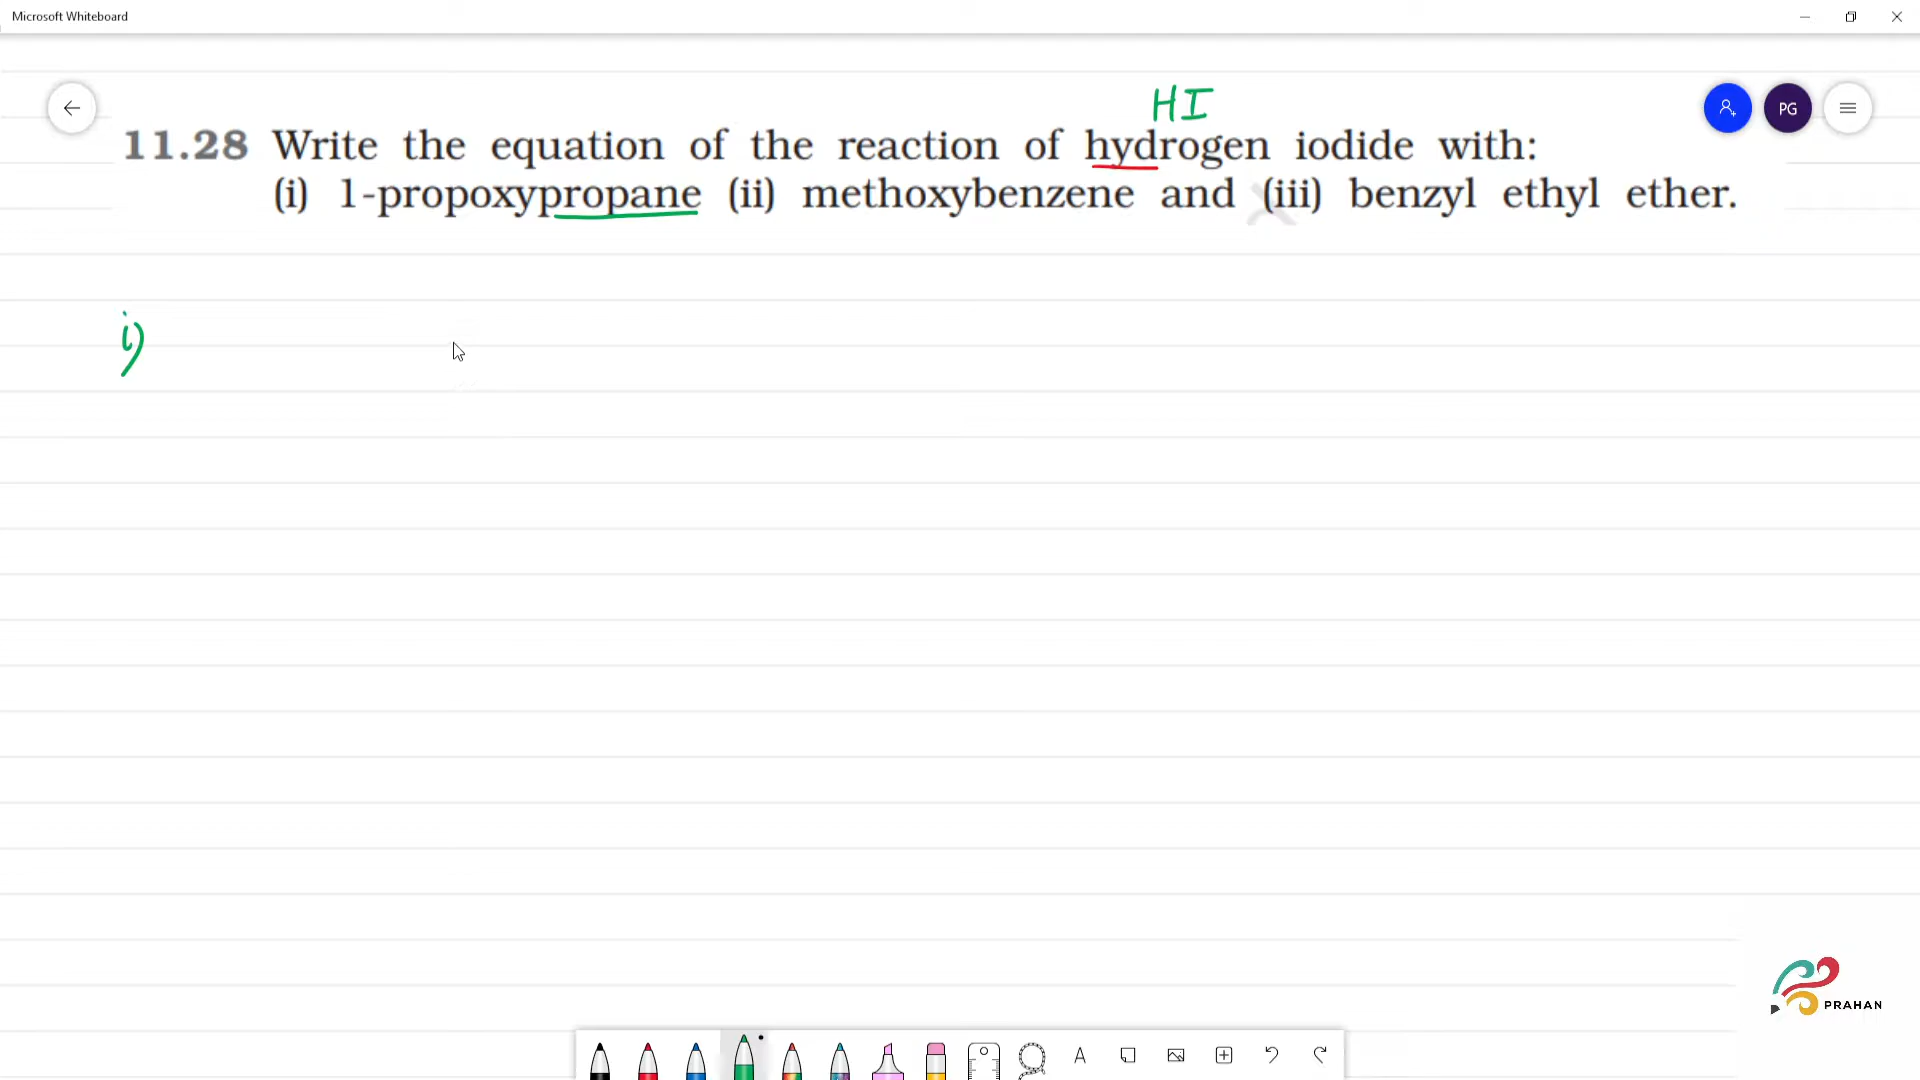 Microsoft Whiteboard
HI
PG
11.28 Write the equation of the reaction of hydrogen iodide with:
(i) 1-propoxypropane (ii) methoxybenzene and (iii) benzyl ethyl ether.
i)
PRAHAN
A